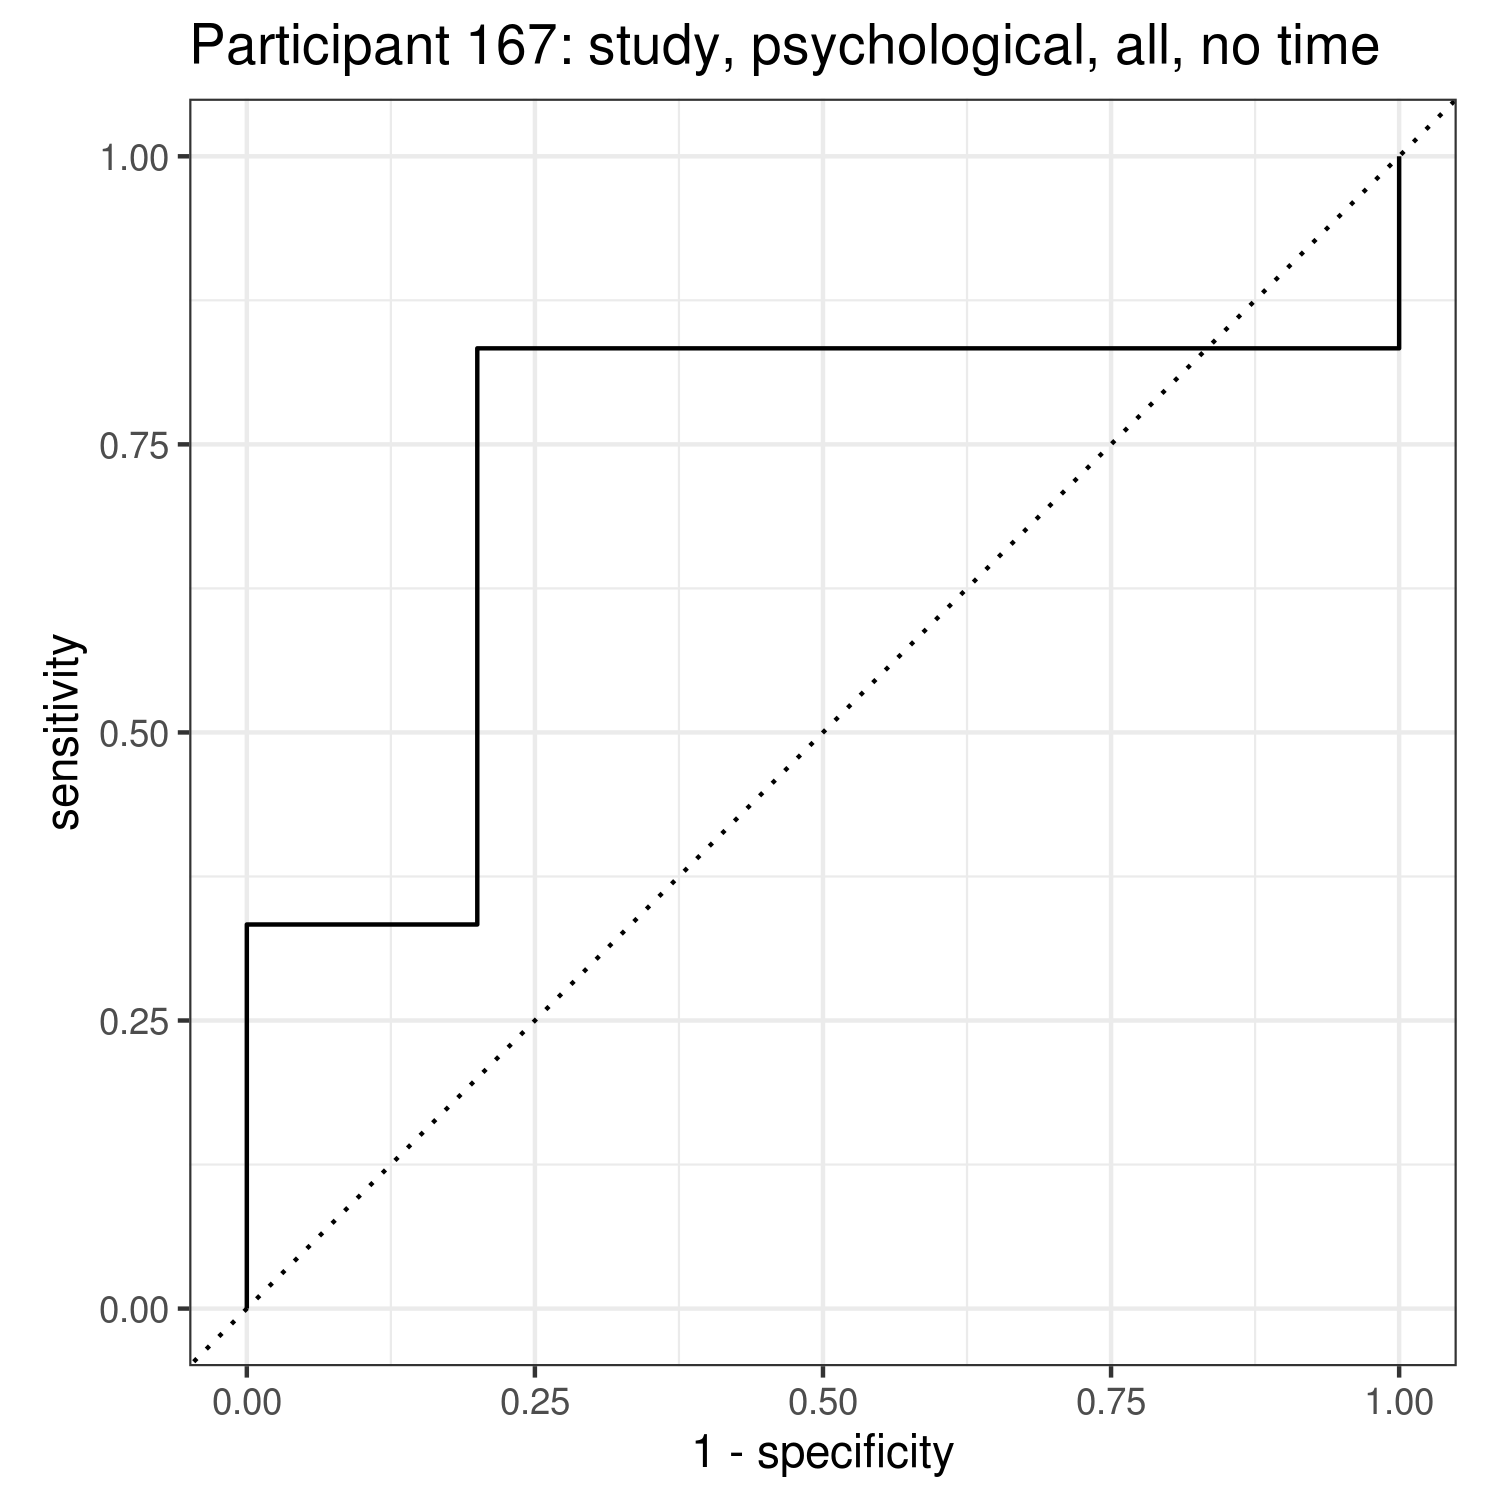 Participant 167: study, psychological, all, no time
sensitivity
1.00
0.75
0.50
0.25
0.00
0.00 0.25 0.50 0.75 1.00
1 - specificity